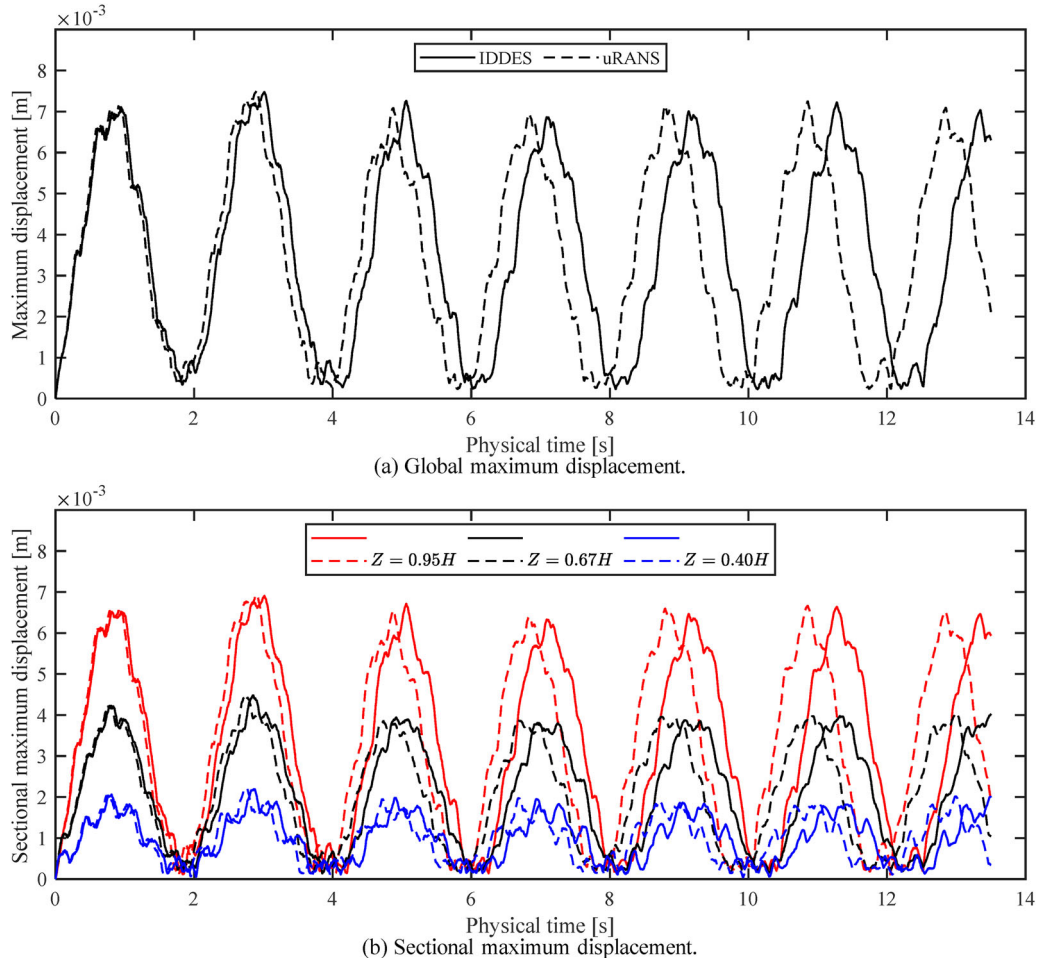 ×10⁻³
IDDES uRANS
8
7
6
5
4
3
2
1
0
Maximum displacement [m]
0 2 4 6 8 10 12 14
Physical time [s]
(a) Global maximum displacement.
×10⁻³
Z = 0.95H Z = 0.67H Z = 0.40H
8
7
6
5
4
3
2
1
0
Sectional maximum displacement [m]
0 2 4 6 8 10 12 14
Physical time [s]
(b) Sectional maximum displacement.